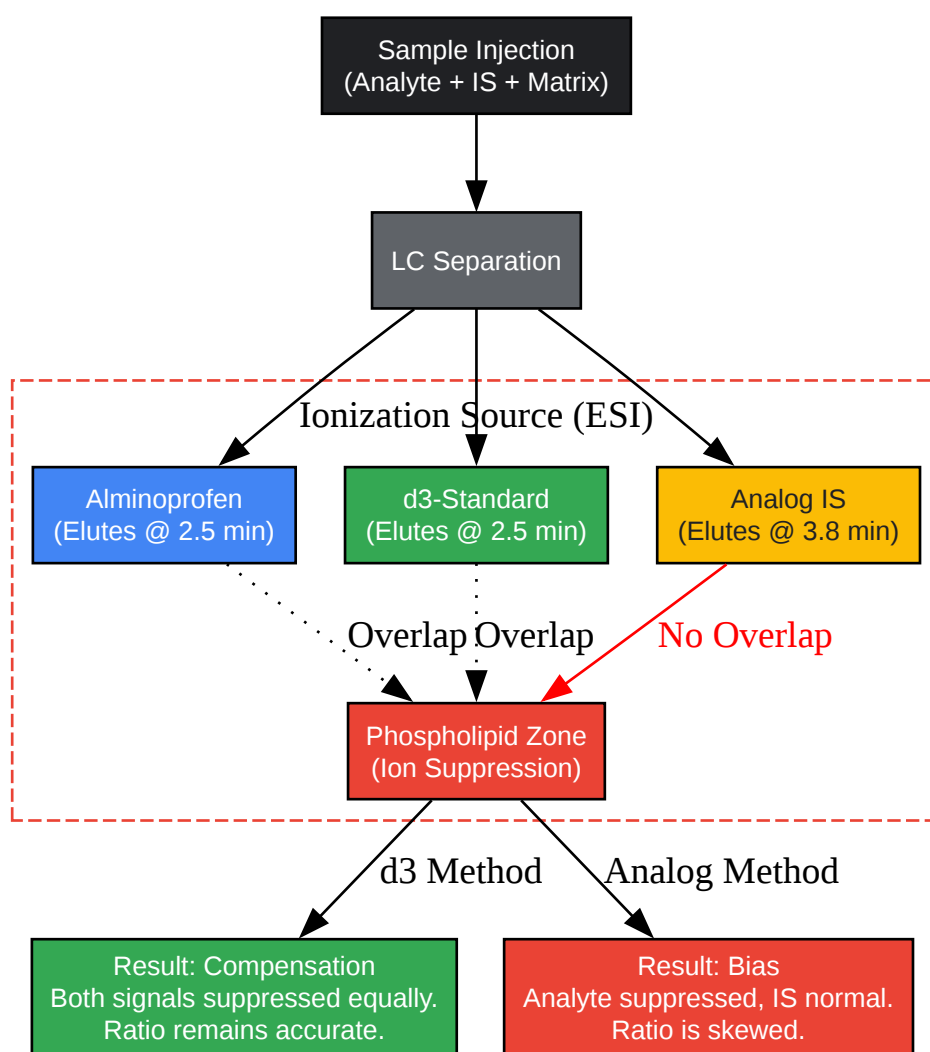 Sample Injection
(Analyte + IS + Matrix)
LC Separation
Ionization Source (ESI)
Alminoprofen
(Elutes @ 2.5 min)
d3-Standard
(Elutes @ 2.5 min)
Analog IS
(Elutes @ 3.8 min)
Overlap
Overlap
No Overlap
Phospholipid Zone
(Ion Suppression)
d3 Method
Analog Method
Result: Compensation
Both signals suppressed equally.
Ratio remains accurate.
Result: Bias
Analyte suppressed, IS normal.
Ratio is skewed.